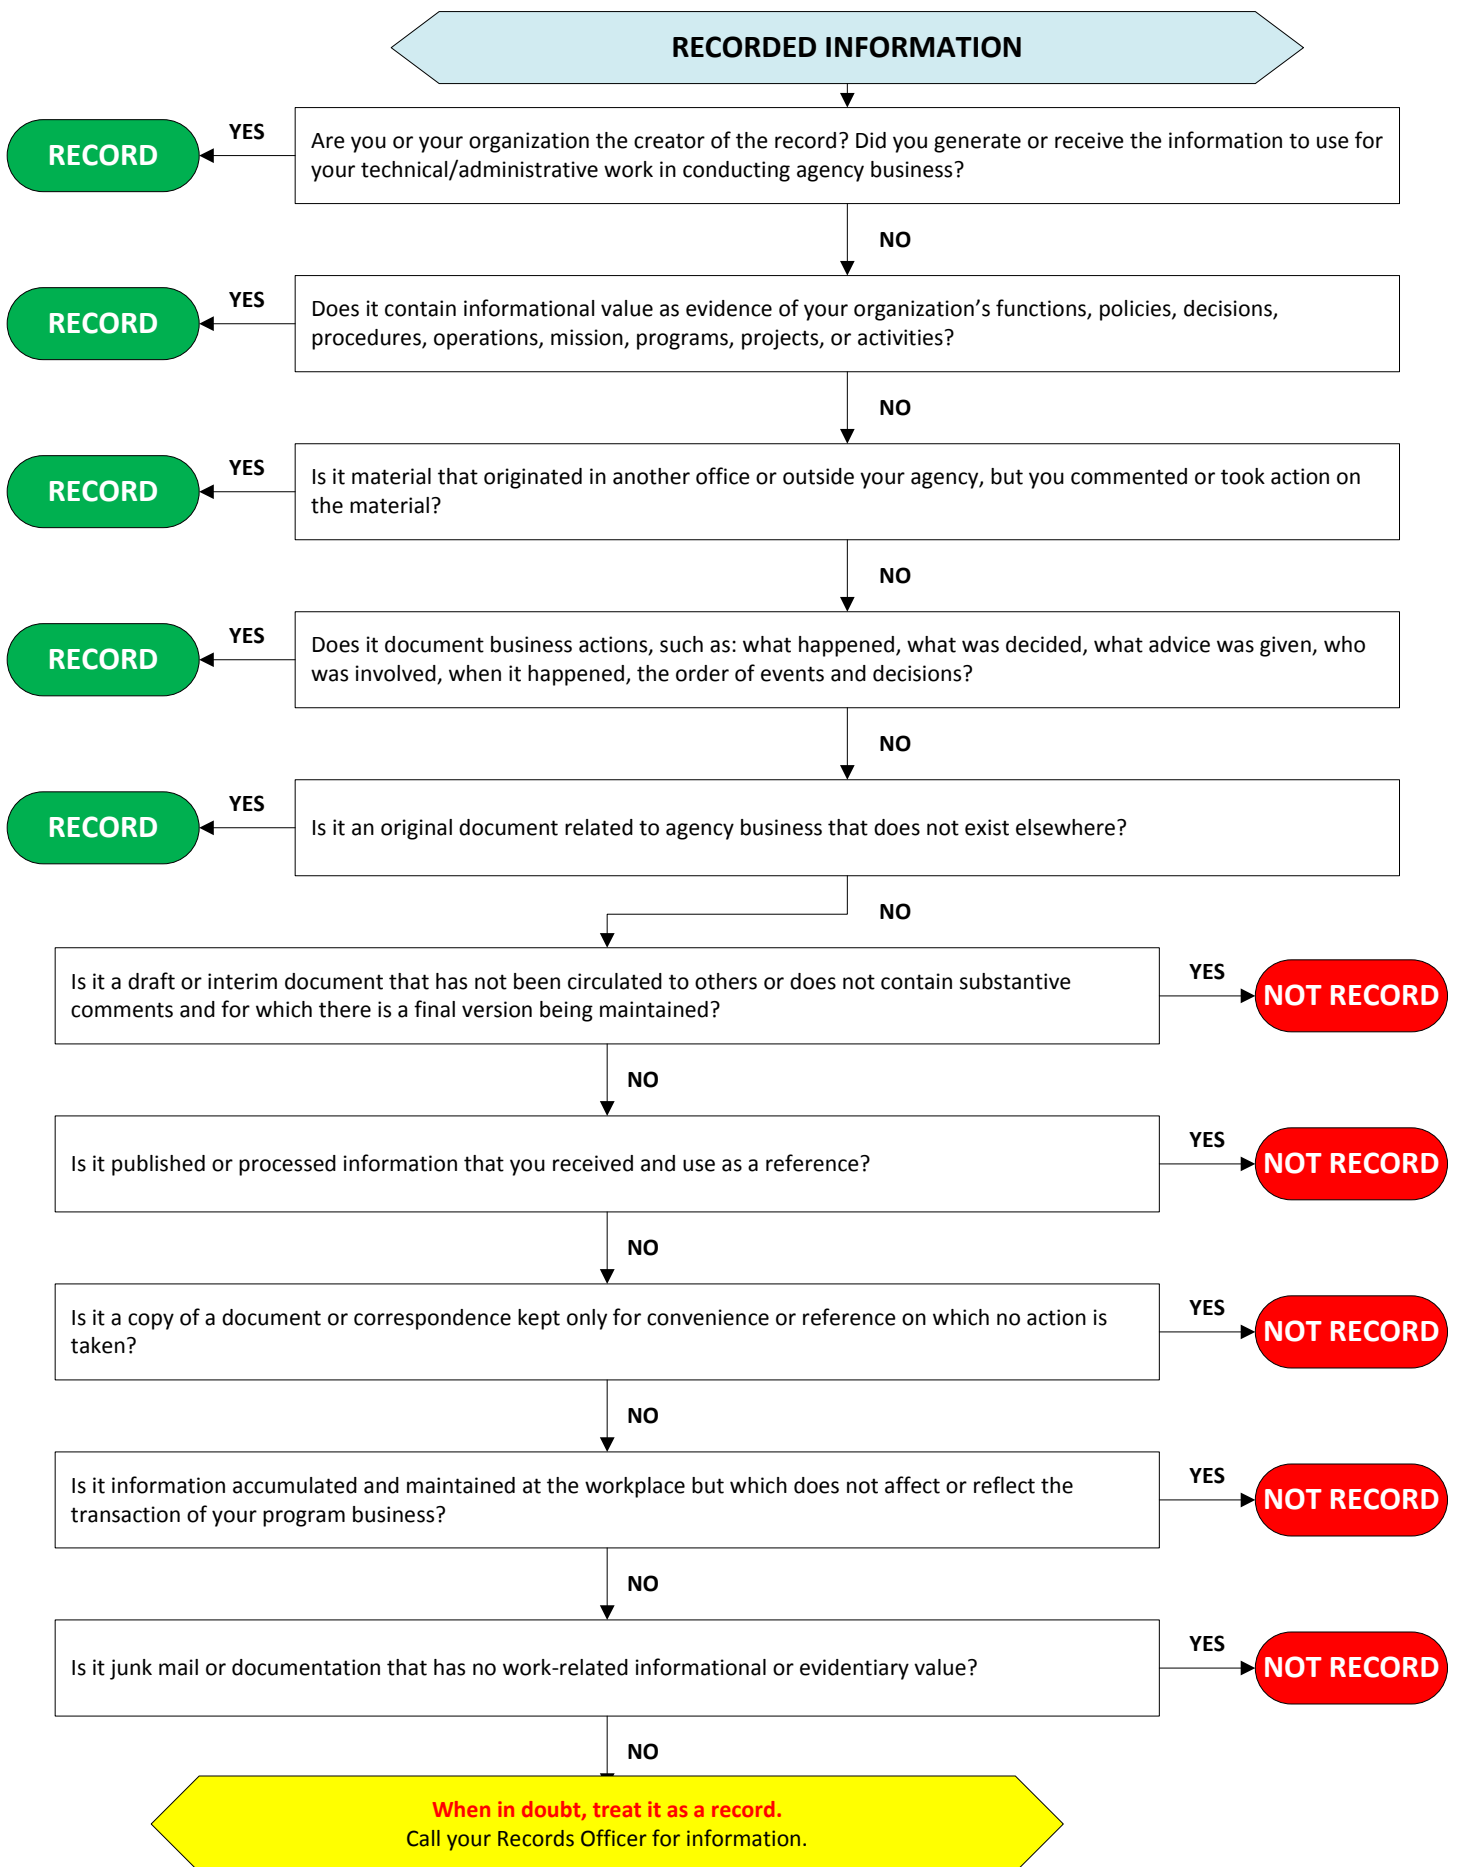 RECORDED INFORMATION
RECORD
YES
Are you or your organization the creator of the record? Did you generate or receive the information to use for
your technical/administrative work in conducting agency business?
NO
RECORD
YES
Does it contain informational value as evidence of your organization's functions, policies, decisions,
procedures, operations, mission, programs, projects, or activities?
NO
RECORD
YES
Is it material that originated in another office or outside your agency, but you commented or took action on
the material?
NO
RECORD
YES
Does it document business actions, such as: what happened, what was decided, what advice was given, who
was involved, when it happened, the order of events and decisions?
NO
RECORD
YES
Is it an original document related to agency business that does not exist elsewhere?
NO
Is it a draft or interim document that has not been circulated to others or does not contain substantive
comments and for which there is a final version being maintained?
YES
NOT RECORD
NO
Is it published or processed information that you received and use as a reference?
YES
NOT RECORD
NO
Is it a copy of a document or correspondence kept only for convenience or reference on which no action is
taken?
YES
NOT RECORD
NO
Is it information accumulated and maintained at the workplace but which does not affect or reflect the
transaction of your program business?
YES
NOT RECORD
NO
Is it junk mail or documentation that has no work-related informational or evidentiary value?
YES
NOT RECORD
NO
When in doubt, treat it as a record.
Call your Records Officer for information.